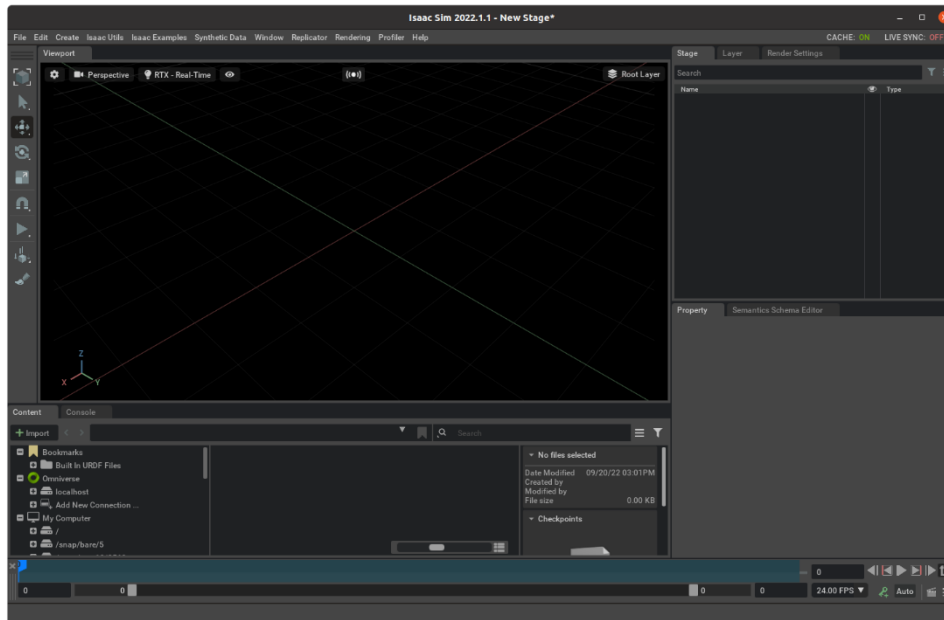 Isaac Sim 2022.1.1 - New Stage*
File Edit Create Isaac Utils Isaac Examples Synthetic Data Window Replicator Rendering Profiler Help CACHE: ON LIVE SYNC: OFF
Viewport
Stage Layer Render Settings
Perspective RTX - Real-Time Root Layer
Search
Name Type
Z
X Y
Property Semantics Schema Editor
Content Console
+ Import Search
Bookmarks
Built In URDF Files
Omniverse
localhost
Add New Connection ...
My Computer
/
/snap/bare/5
No files selected
Date Modified 09/20/22 03:01PM
Created by
Modified by
File size 0.00 KB
Checkpoints
0
0 0 0 0 24.00 FPS Auto